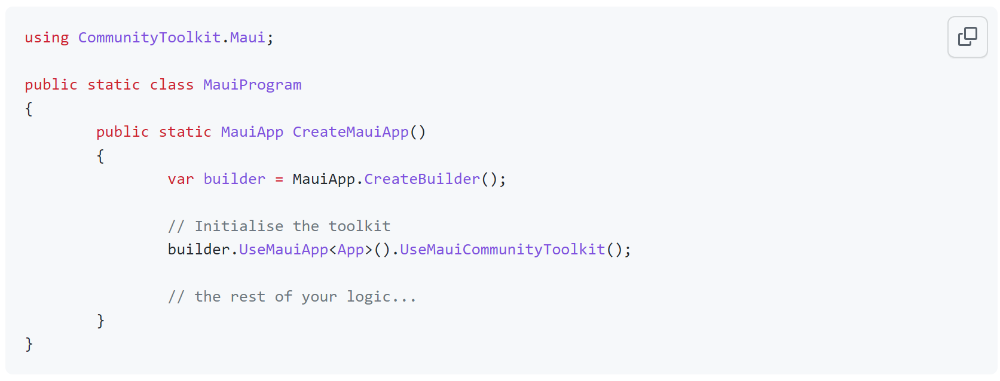 using CommunityToolkit.Maui;
public static class MauiProgram
{
public static MauiApp CreateMauiApp()
{
var builder = MauiApp.CreateBuilder();
// Initialise the toolkit
builder.UseMauiApp<App>().UseMauiCommunityToolkit();
// the rest of your logic...
}
}